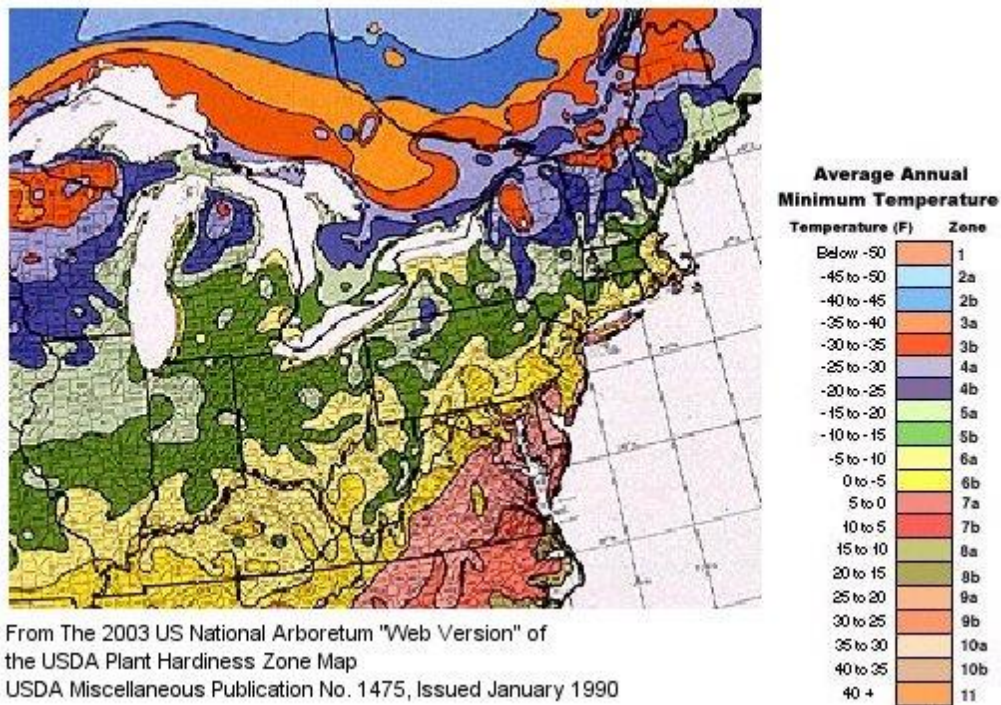 Average Annual
Minimum Temperature
Temperature (F) Zone
Below -50 1
-45 to -50 2a
-40 to -45 2b
-35 to -40 3a
-30 to -35 3b
-25 to -30 4a
-20 to -25 4b
-15 to -20 5a
-10 to -15 5b
-5 to -10 6a
0 to -5 6b
5 to 0 7a
10 to 5 7b
15 to 10 8a
20 to 15 8b
25 to 20 9a
30 to 25 9b
35 to 30 10a
40 to 35 10b
40 + 11
From The 2003 US National Arboretum "Web Version" of
the USDA Plant Hardiness Zone Map
USDA Miscellaneous Publication No. 1475, Issued January 1990